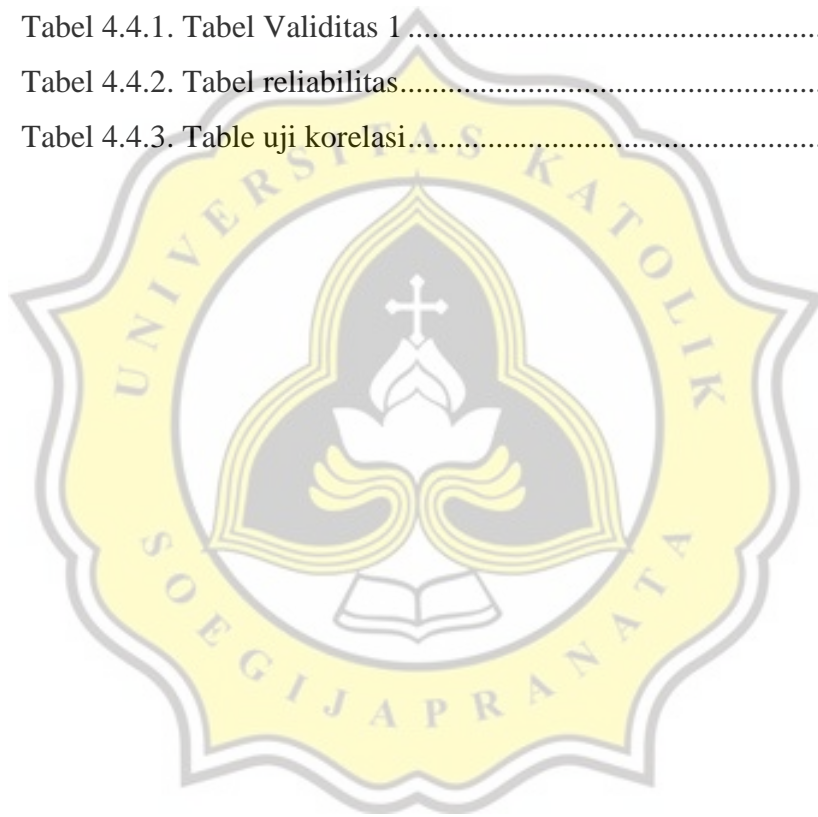 Tabel 4.4.1. Tabel Validitas 1 ..................................................
Tabel 4.4.2. Tabel reliabilitas...................................................
Tabel 4.4.3. Table uji korelasi..................................................
UNIVERSITAS KATOLIK
SOEGIJAPRANATA